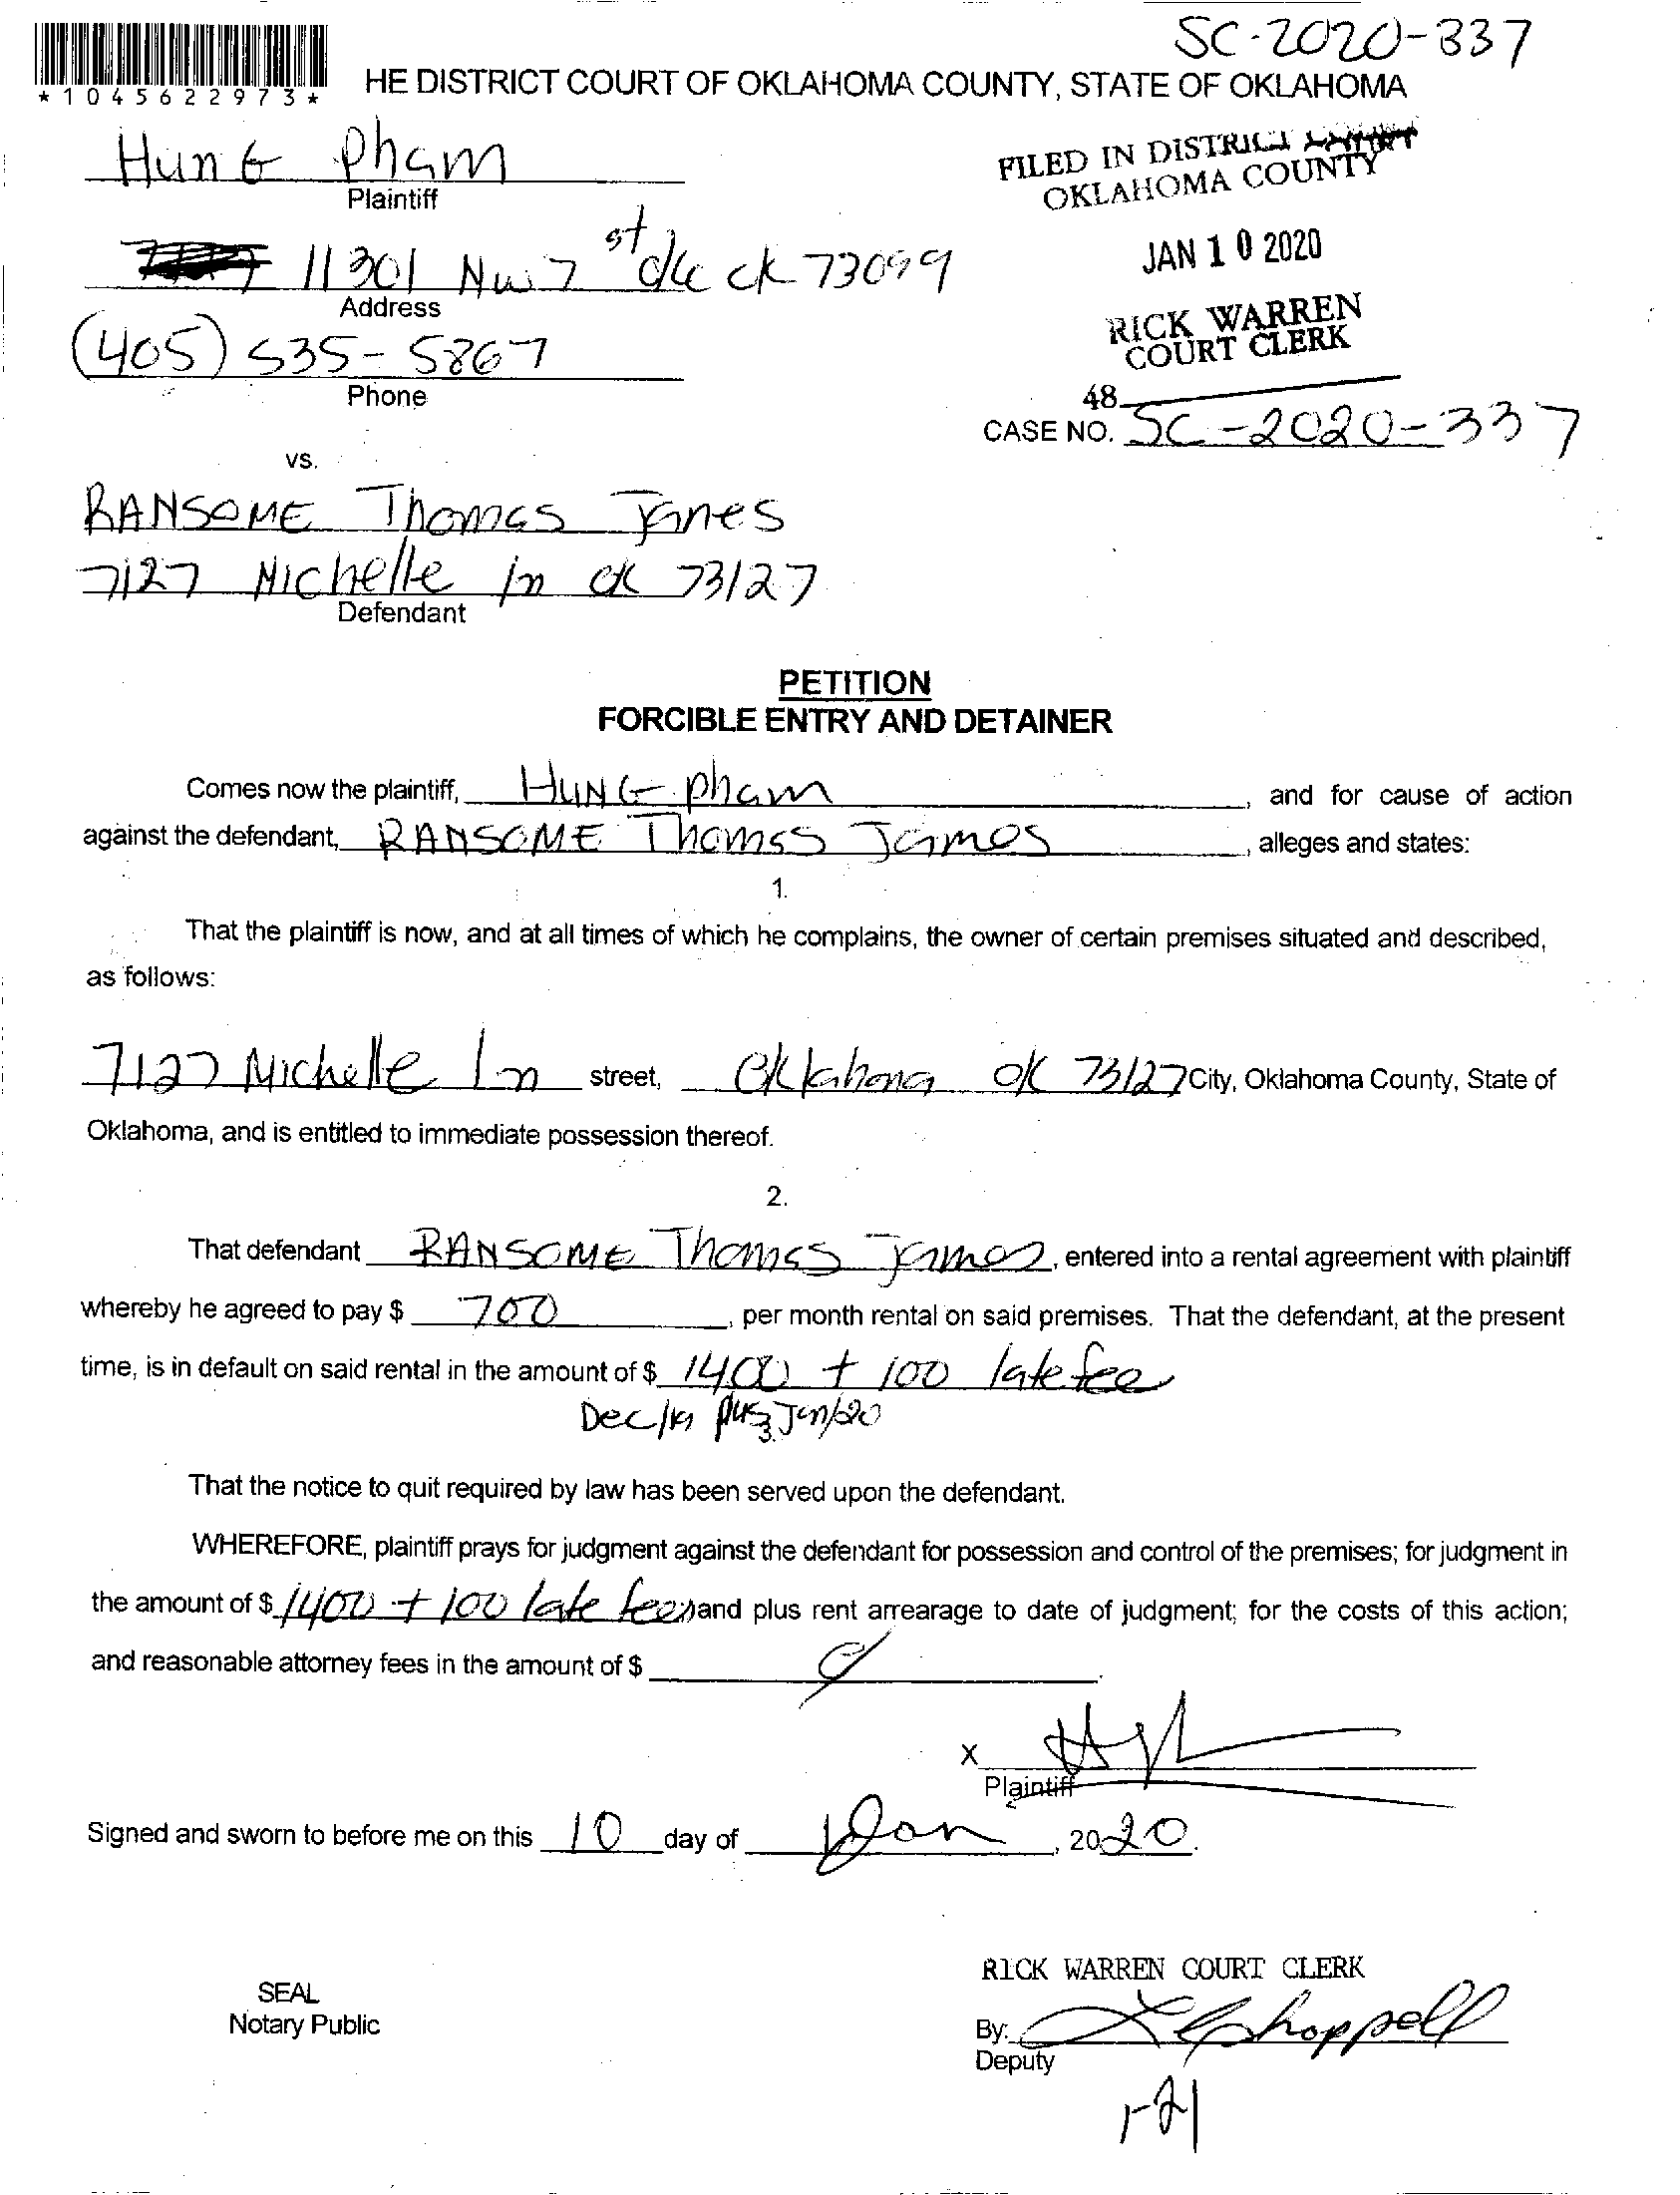 SC-2020-337
*1045622973*
HE DISTRICT COURT OF OKLAHOMA COUNTY, STATE OF OKLAHOMA
HUNG Pham
Plaintiff
FILED IN DISTRICT COURT
OKLAHOMA COUNTY
11301 NW 7 st okc ok 73099
Address
JAN 10 2020
(405) 535-5867
Phone
RICK WARREN
COURT CLERK
48
CASE NO. SC-2020-337
vs.
RANSOME Thomas James
7127 Michelle ln ok 73127
Defendant
PETITION
FORCIBLE ENTRY AND DETAINER
Comes now the plaintiff, HUNG pham, and for cause of action
against the defendant, RANSOME Thomas James, alleges and states:
1.
That the plaintiff is now, and at all times of which he complains, the owner of certain premises situated and described,
as follows:
7127 Michelle Ln street, Oklahoma OK 73127 City, Oklahoma County, State of
Oklahoma, and is entitled to immediate possession thereof.
2.
That defendant RANSOME Thomas James, entered into a rental agreement with plaintiff
whereby he agreed to pay $ 700, per month rental on said premises. That the defendant, at the present
time, is in default on said rental in the amount of $ 1400 + 100 late fee
Dec/19 plus Jan/20
3.
That the notice to quit required by law has been served upon the defendant.
WHEREFORE, plaintiff prays for judgment against the defendant for possession and control of the premises; for judgment in
the amount of $ 1400 + 100 late fee and plus rent arrearage to date of judgment; for the costs of this action;
and reasonable attorney fees in the amount of $
X
Plaintiff
Signed and sworn to before me on this 10 day of Jan, 2020.
RICK WARREN COURT CLERK
SEAL
Notary Public
By:
Deputy
1-21